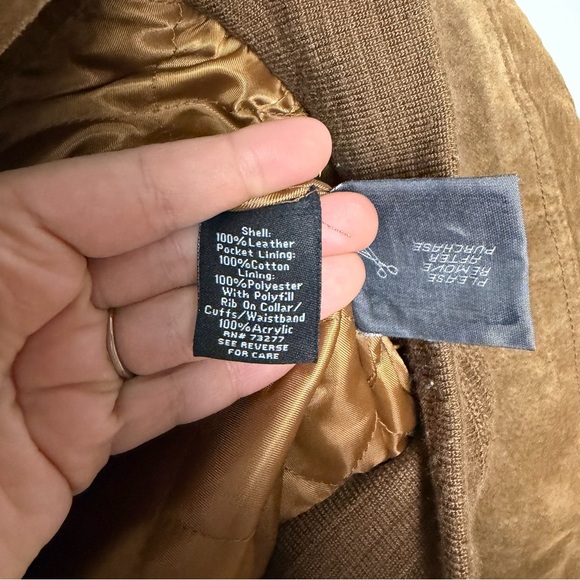 Shell:
100%Leather
Pocket Lining:
100%Cotton
Lining:
100%Polyester
With Polyfill
Rib On Collar/
Cuffs/Waistband
100%Acrylic
RN# 73277
SEE REVERSE
FOR CARE
PLEASE
REMOVE
AFTER
PURCHASE